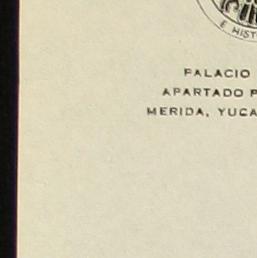 E HIST
PALACIO
APARTADO P
MERIDA, YUCA